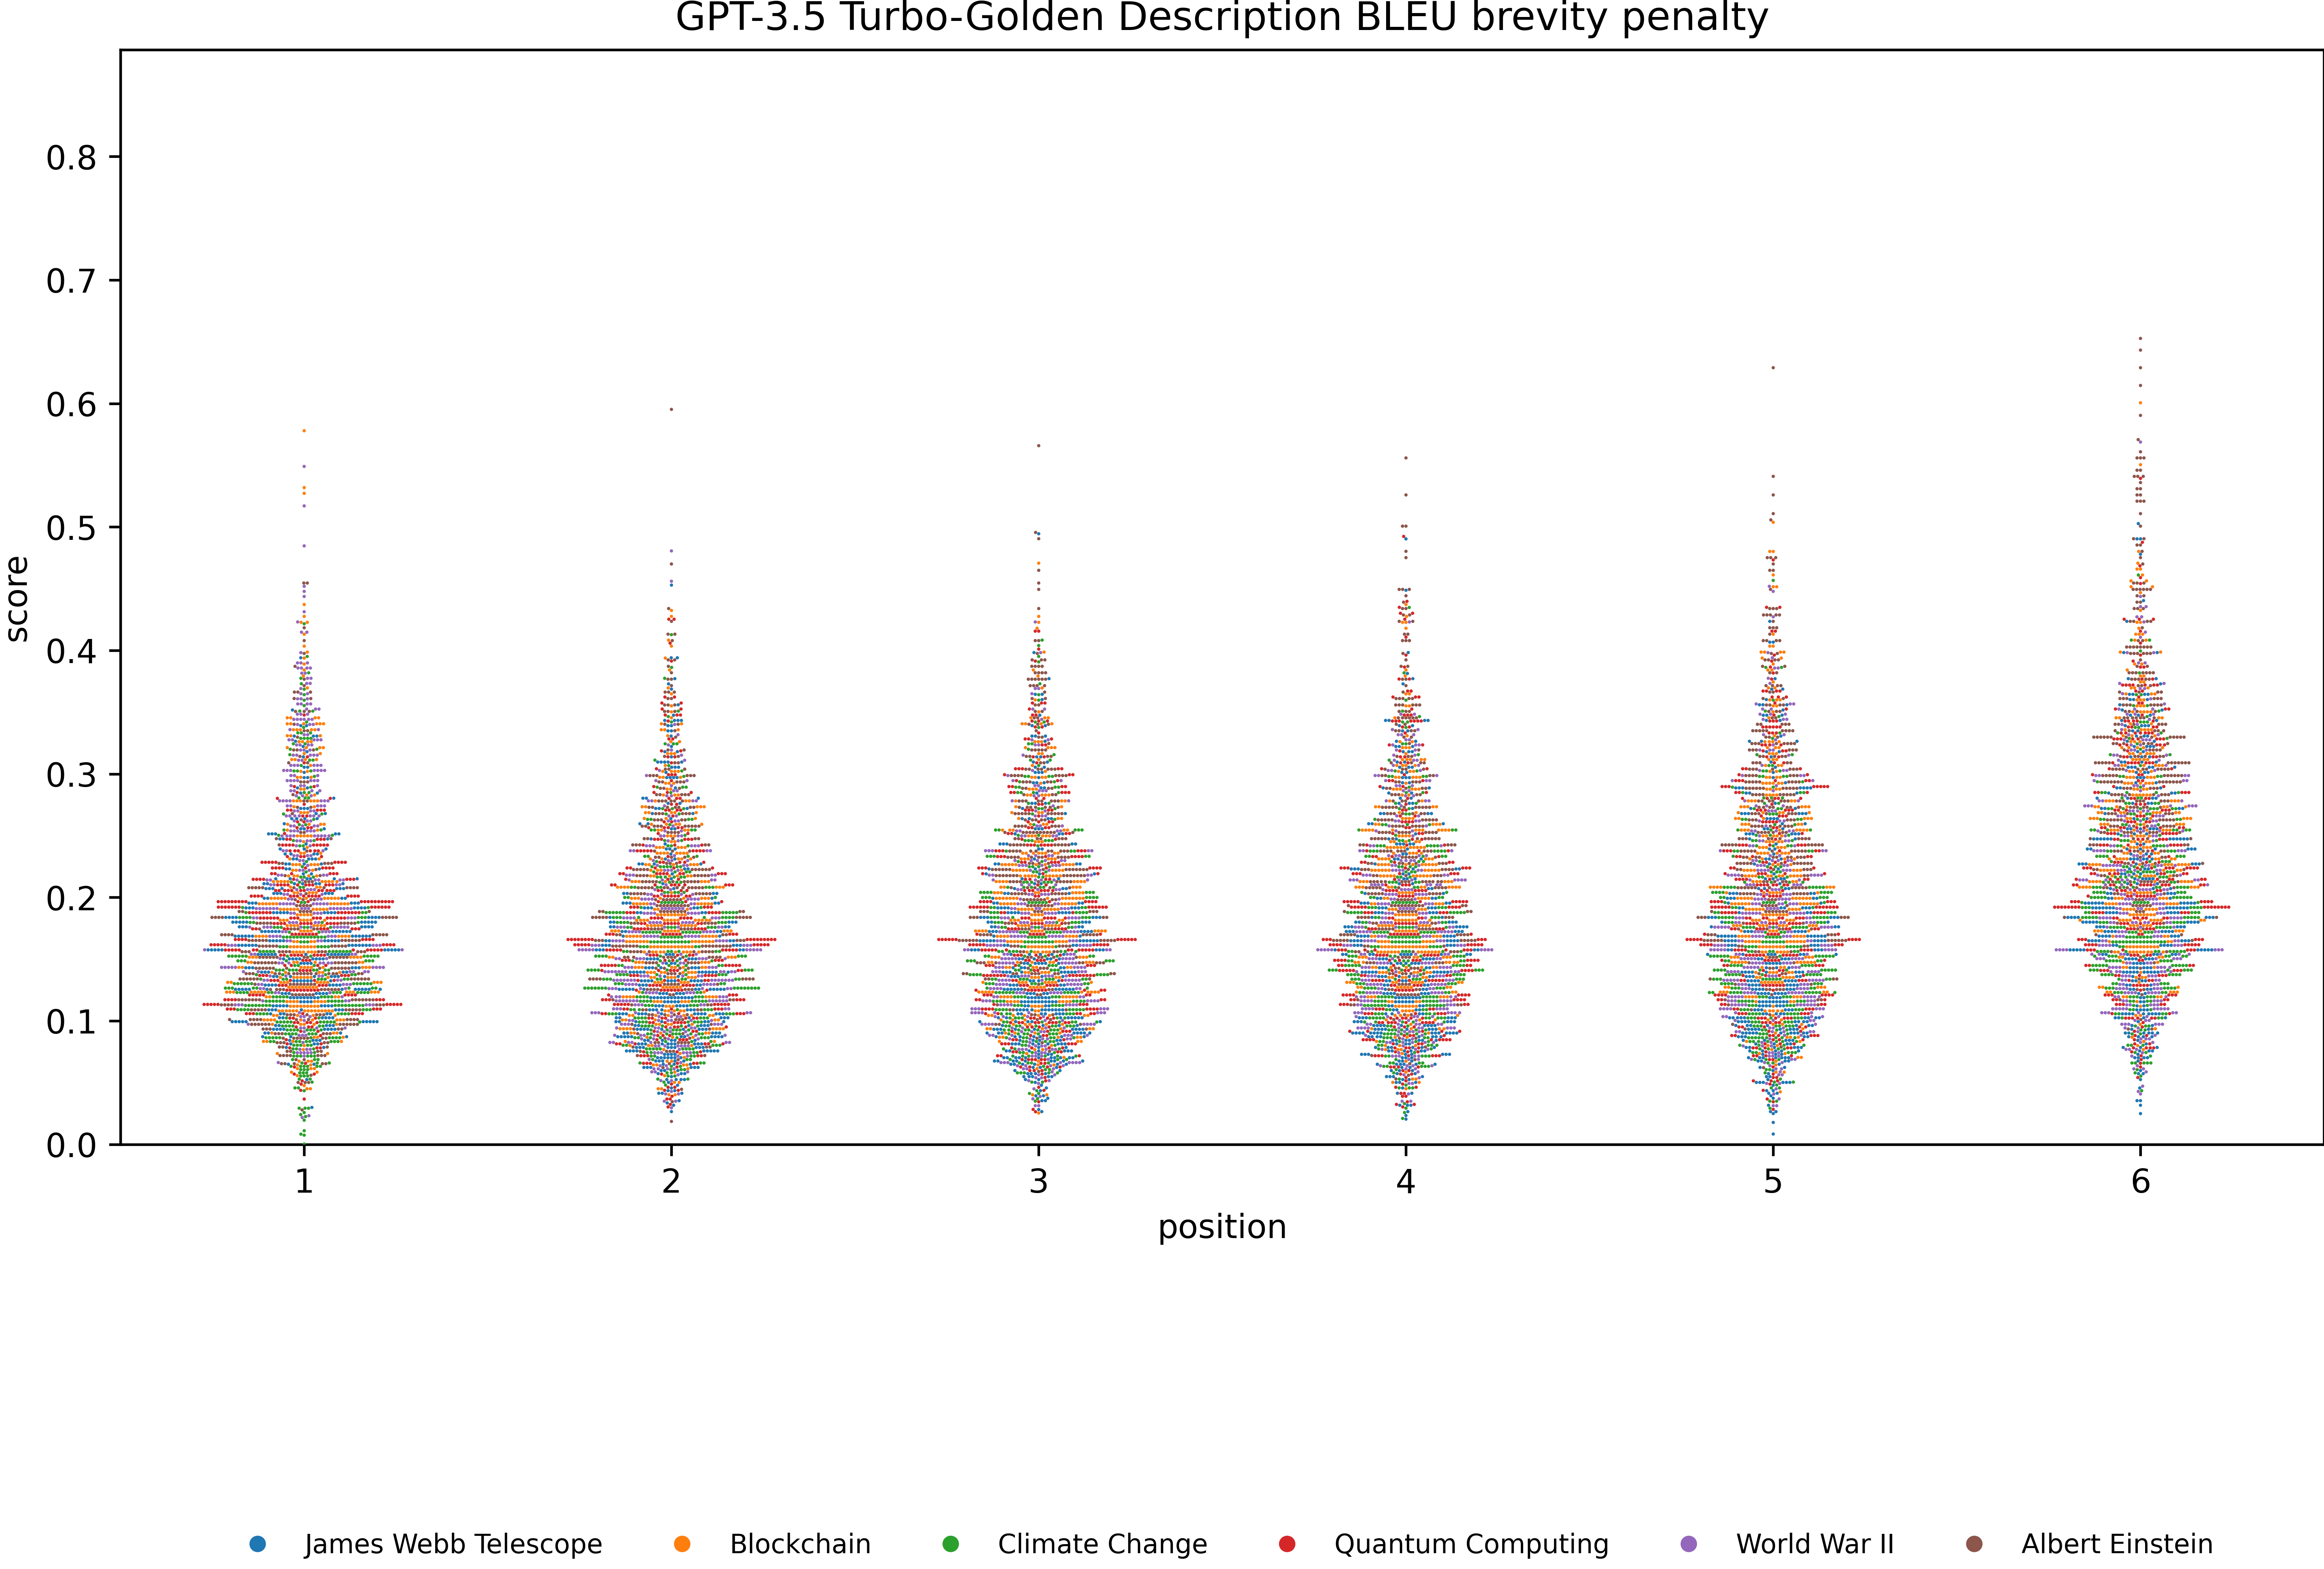 GPT-3.5 Turbo-Golden Description BLEU brevity penalty
0.8
0.7
0.6
0.5
0.4
0.3
0.2
0.1
0.0
score
1 2 3 4 5 6
position
James Webb Telescope Blockchain Climate Change Quantum Computing World War II Albert Einstein